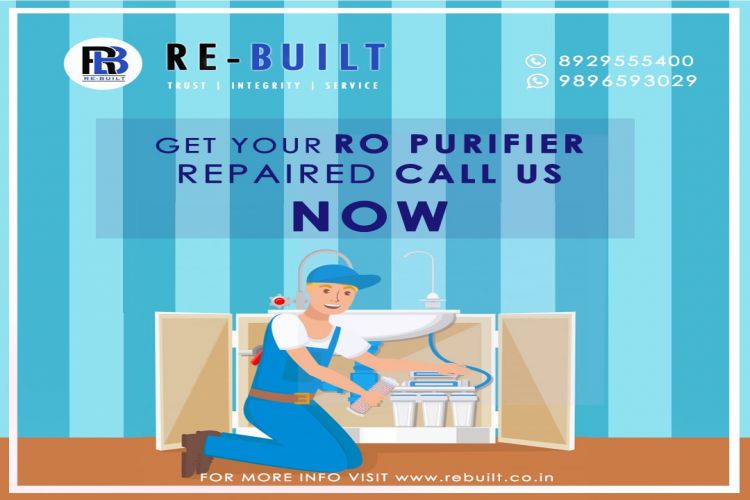 RLB
RE-BUILT
RE-BUILT
TRUST | INTEGRITY | SERVICE
8929555400
9896593029
GET YOUR RO PURIFIER
REPAIRED CALL US
NOW
FOR MORE INFO VISIT www.rebuilt.co.in